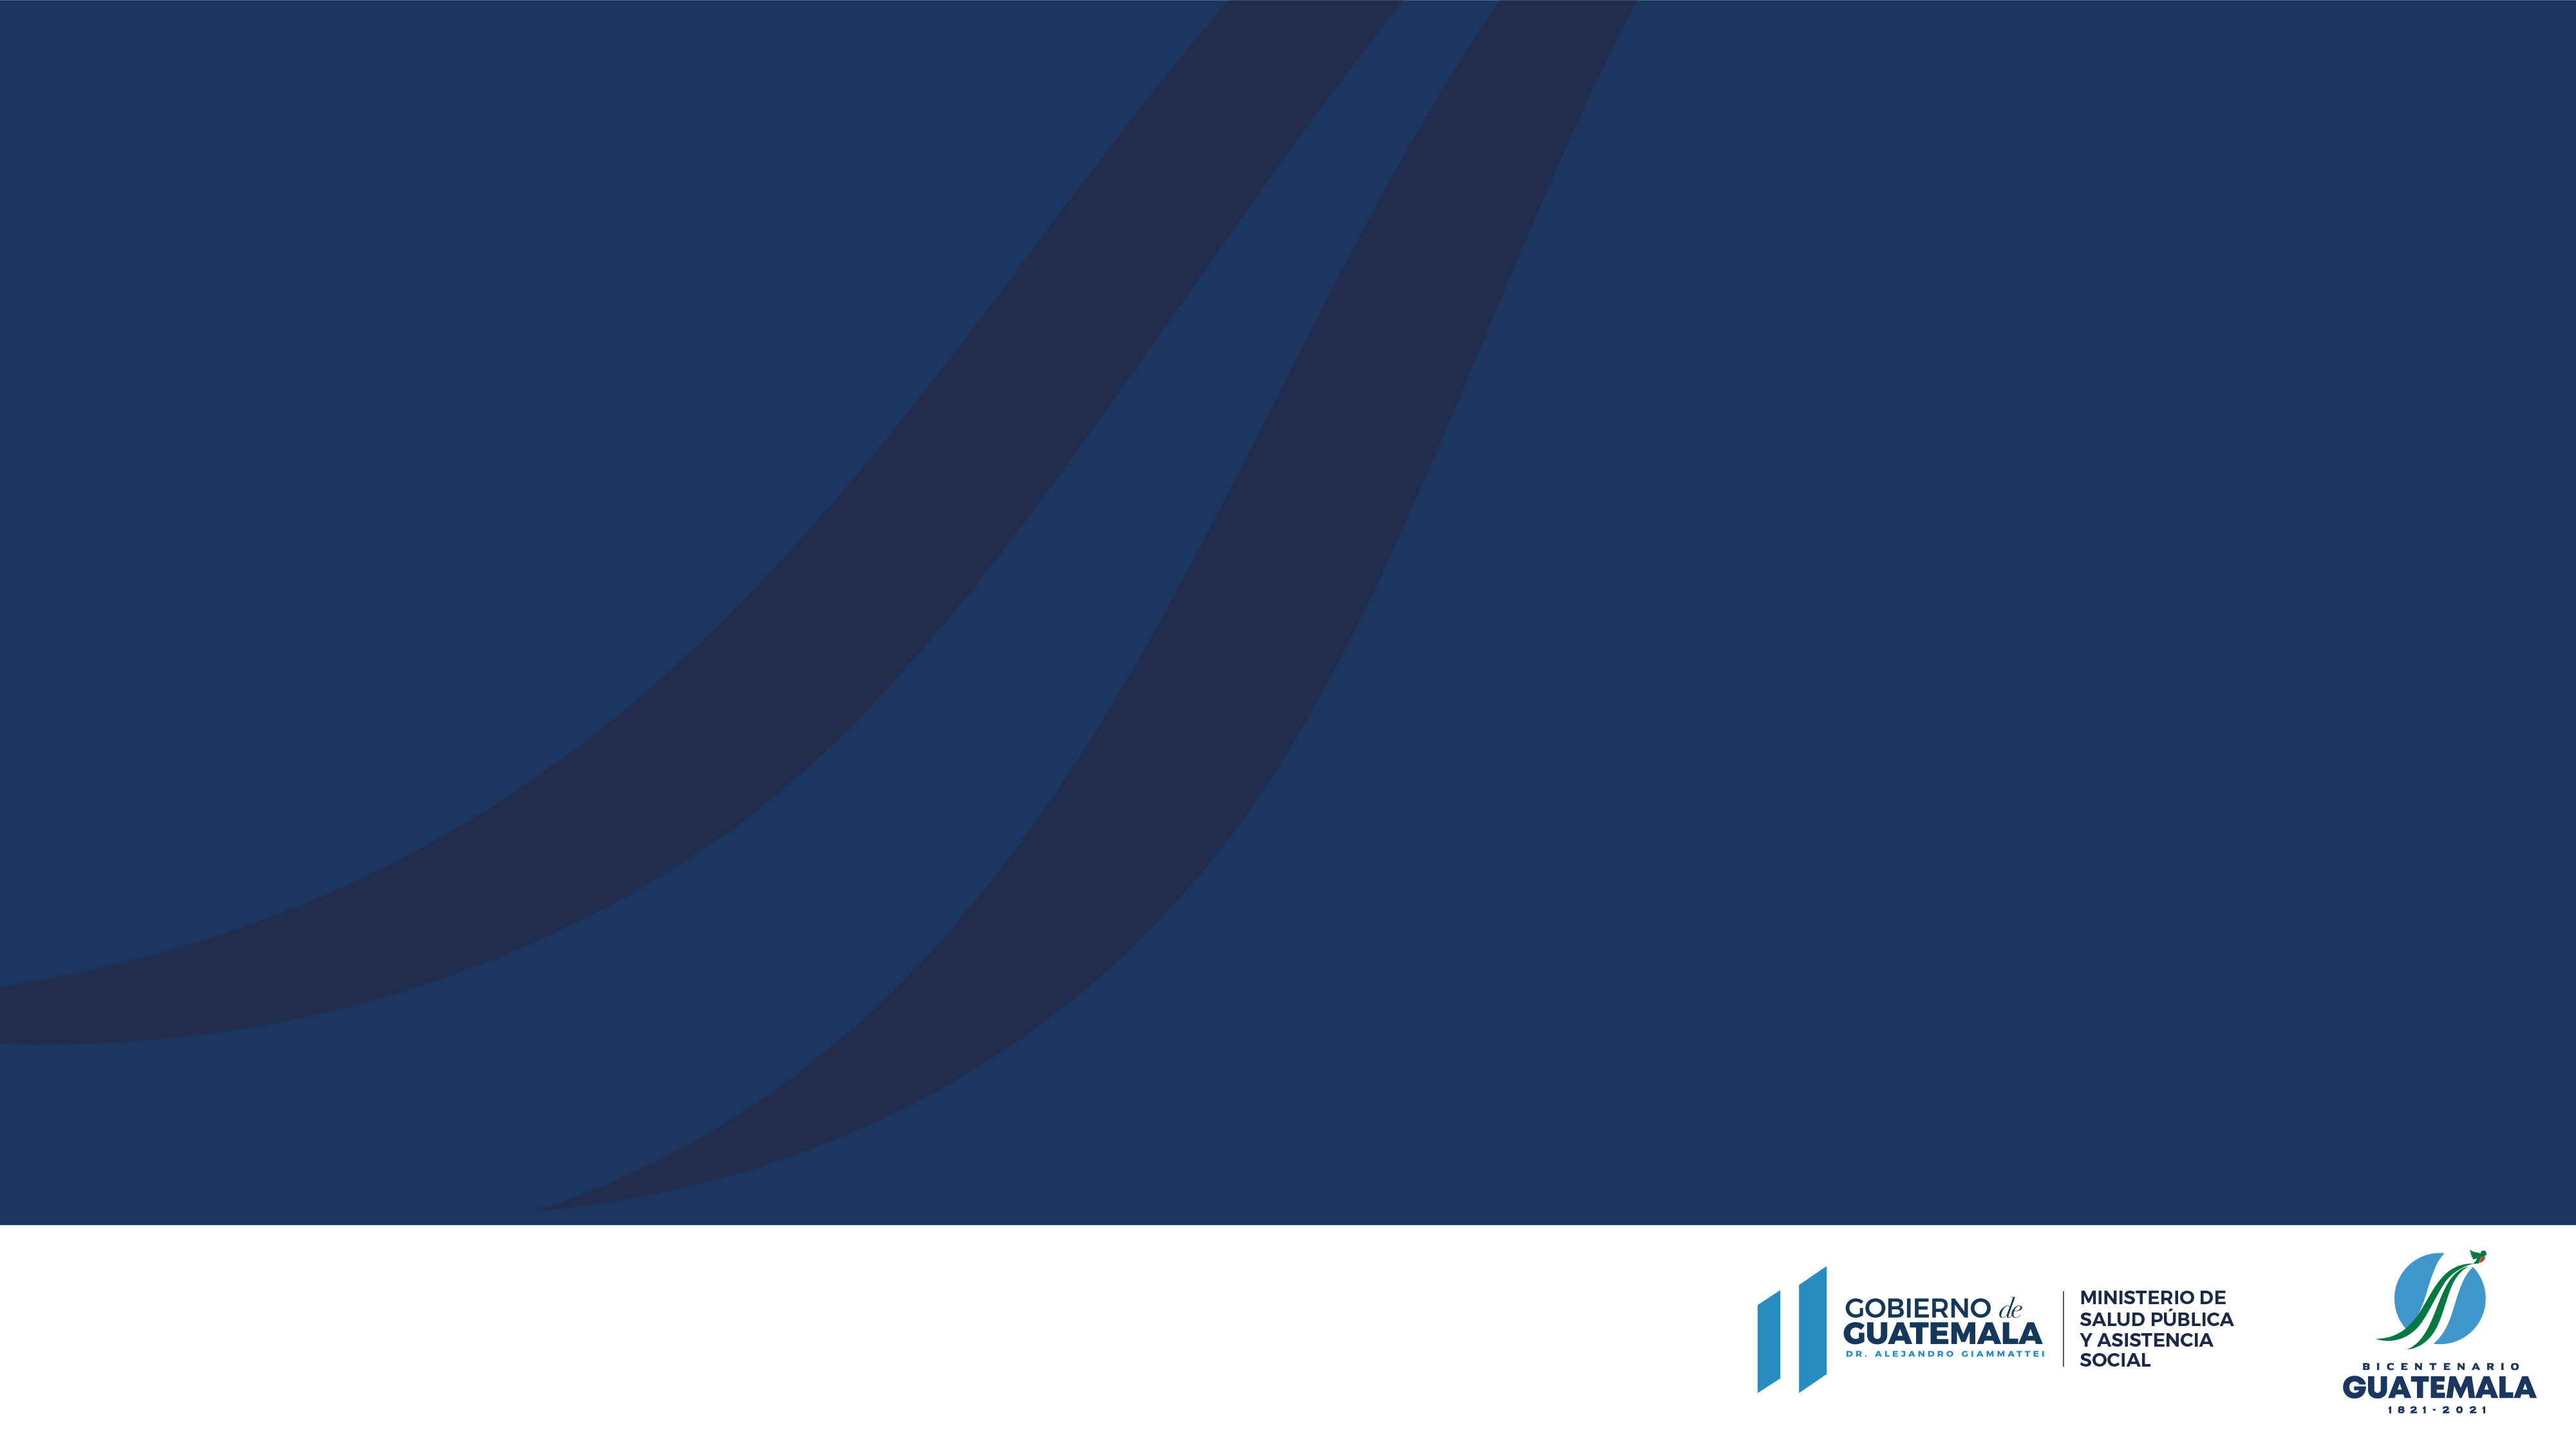 GOBIERNO de
GUATEMALA
DR. ALEJANDRO GIAMMATTEI
MINISTERIO DE
SALUD PÚBLICA
Y ASISTENCIA
SOCIAL
BICENTENARIO
GUATEMALA
1821-2021